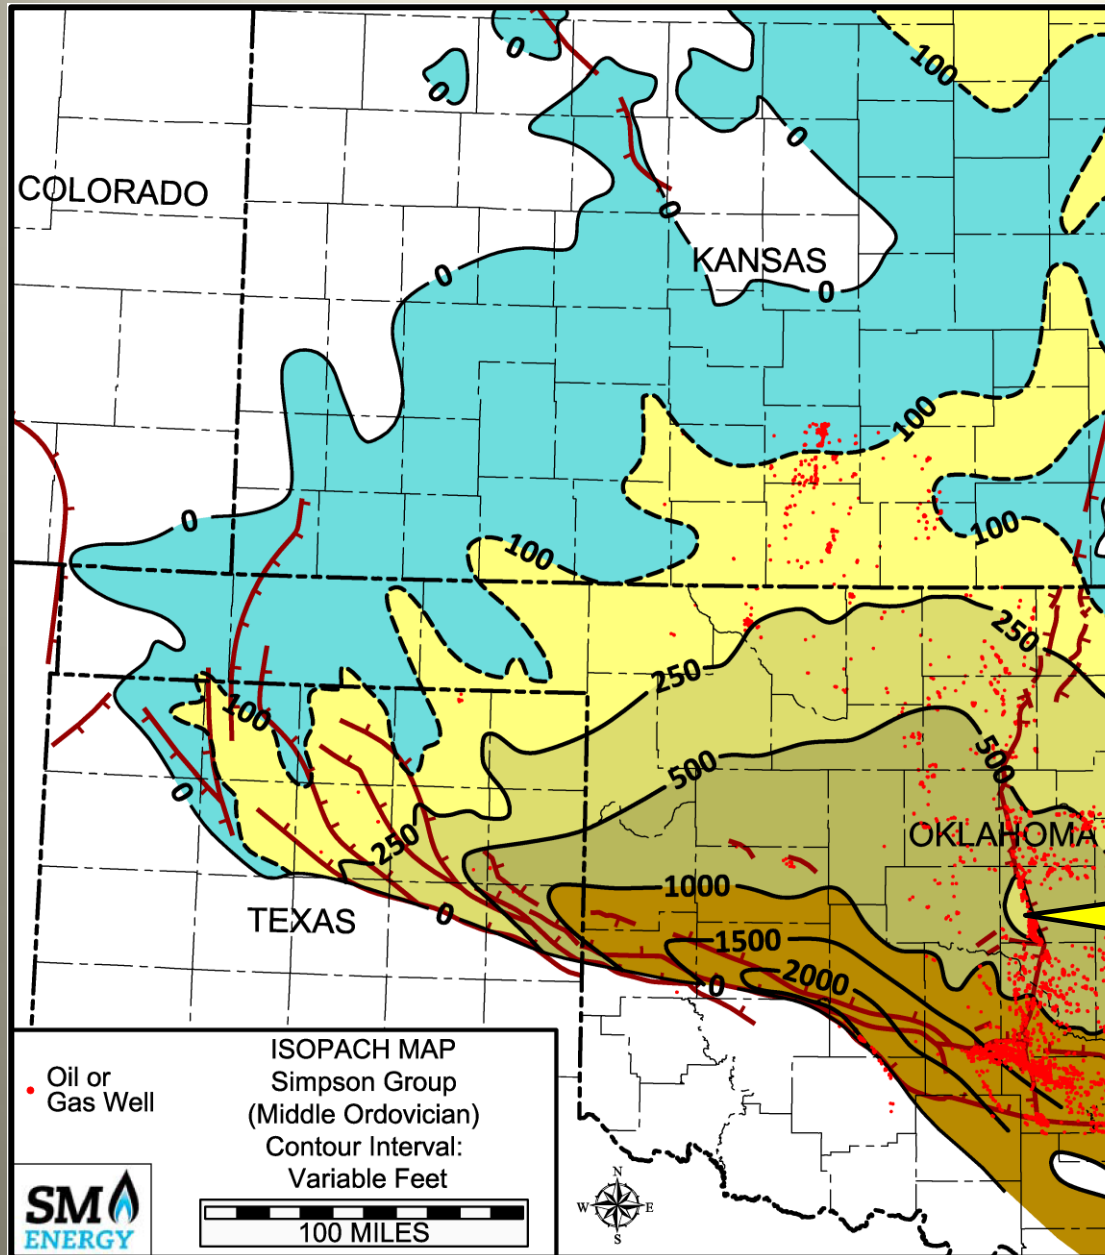 0
0
100
0
COLORADO
0
KANSAS
0
0
100
0
100
100
250
250
100
500
500
0
OKLAHOMA
250
1000
TEXAS
0
1500
2000
0
ISOPACH MAP
Simpson Group
(Middle Ordovician)
Contour Interval:
Variable Feet
100 MILES
Oil or
Gas Well
SM
ENERGY
N
W E
S